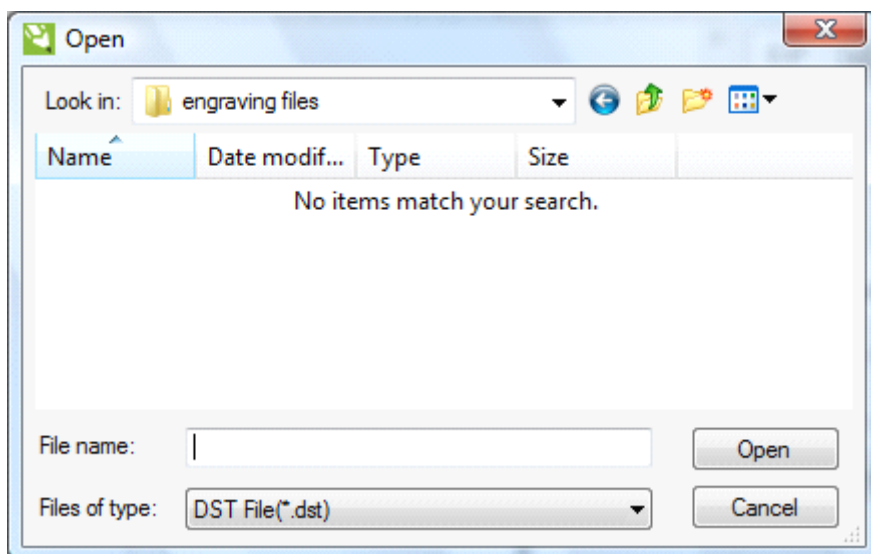 Open
Look in: engraving files
Name Date modif... Type Size
No items match your search.
File name: Open
Files of type: DST File(*.dst) Cancel